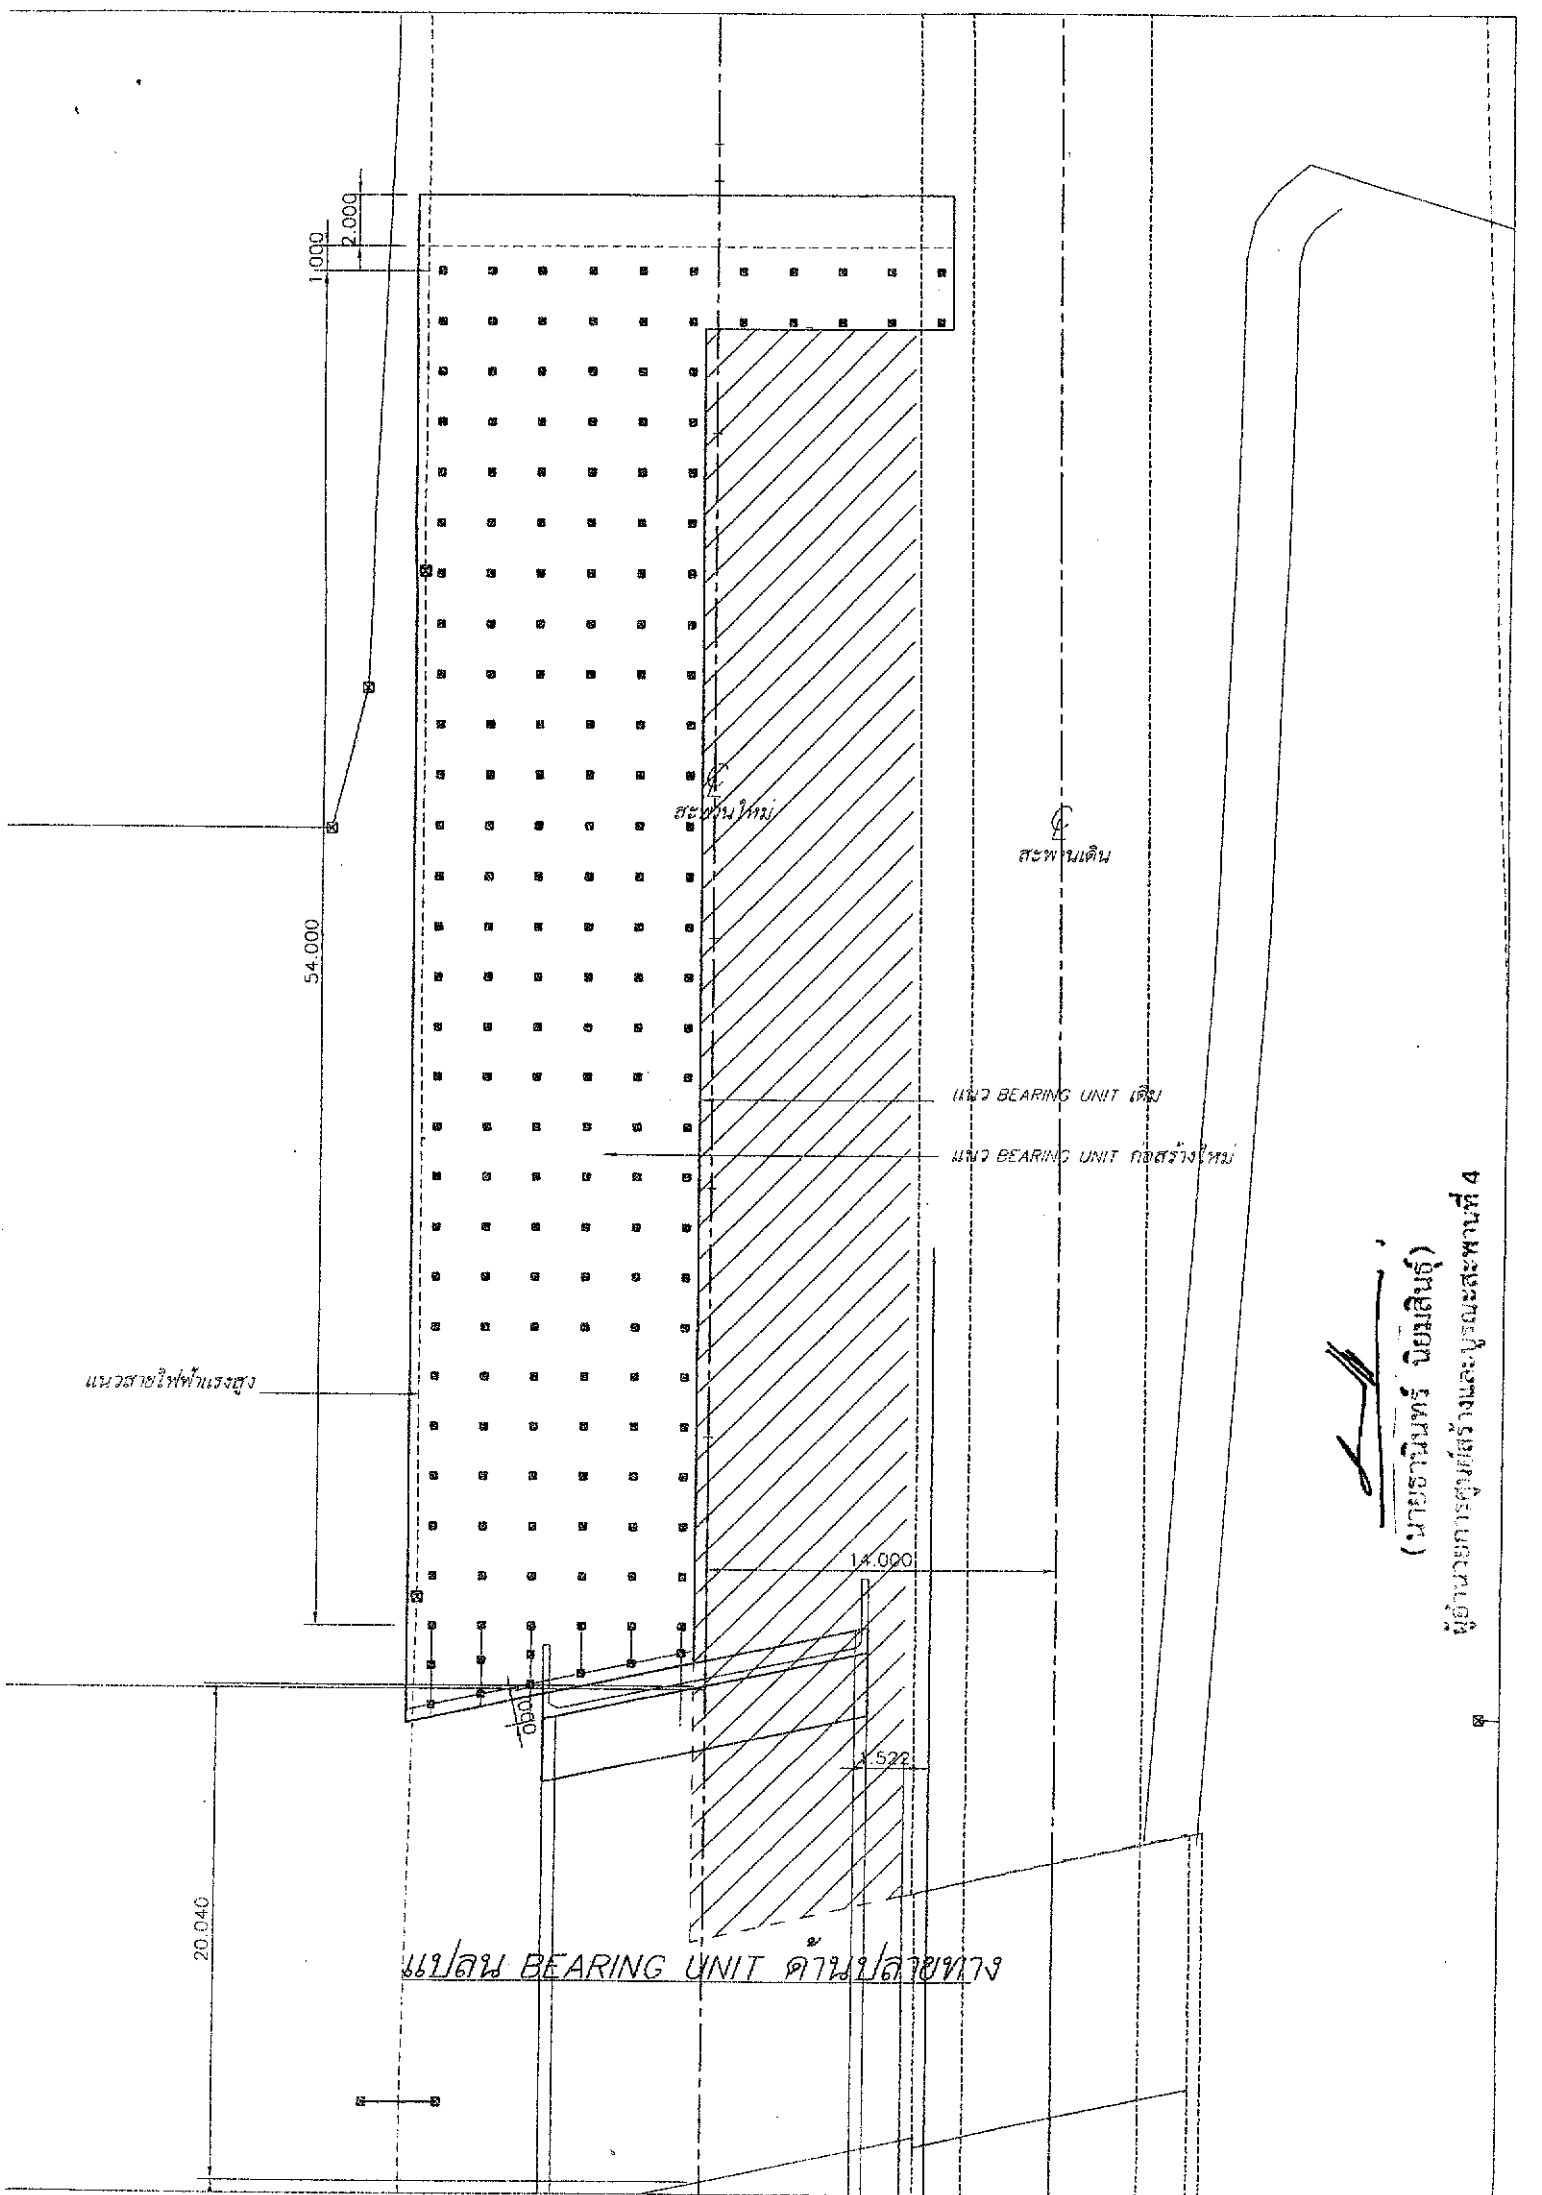 2.000
1.000
℄
สะพานใหม่
℄
สะพานเดิน
54.000
แนว BEARING UNIT เดิม
แนว BEARING UNIT ก่อสร้างใหม่
แนวสายไฟฟ้าแรงสูง
14.000
1.522
20.040
แปลน BEARING UNIT ด้านปลายทาง
(นายธานินทร์ นิยมสินธุ์)
ผู้อำนวยการศูนย์สร้างและบูรณะสะพานที่ 4